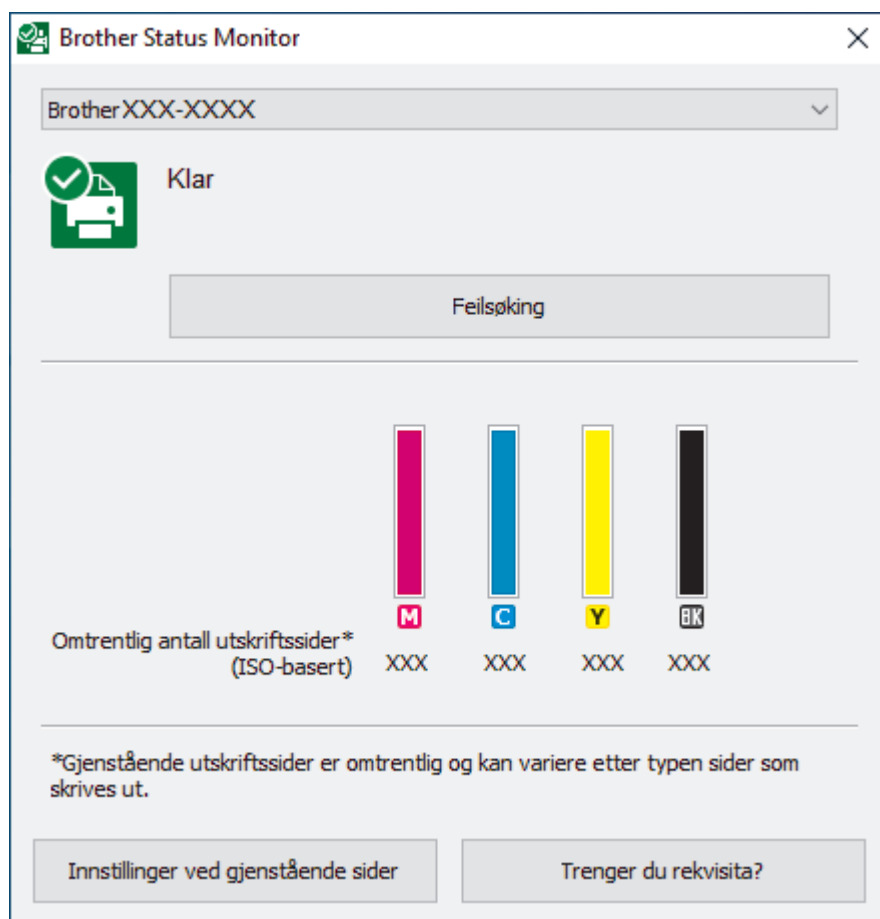 Brother Status Monitor
BrotherXXX-XXXX
Klar
Feilsøking
M C Y BK
Omtrentlig antall utskriftssider*
(ISO-basert) XXX XXX XXX XXX
*Gjenstående utskriftssider er omtrentlig og kan variere etter typen sider som
skrives ut.
Innstillinger ved gjenstående sider
Trenger du rekvisita?